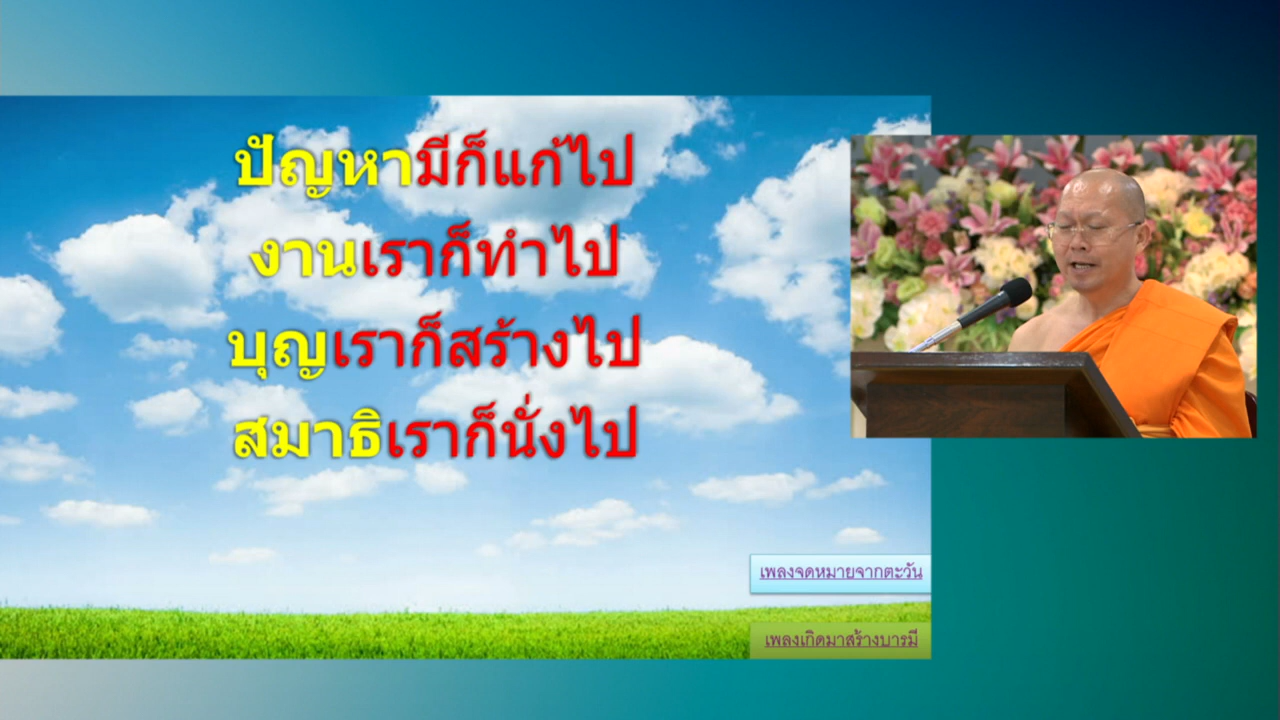 ปัญหามีก็แก้ไป
งานเราก็ทำไป
บุญเราก็สร้างไป
สมาธิเราก็นั่งไป
เพลงจดหมายจากตะวัน
เพลงเกิดมาสร้างบารมี